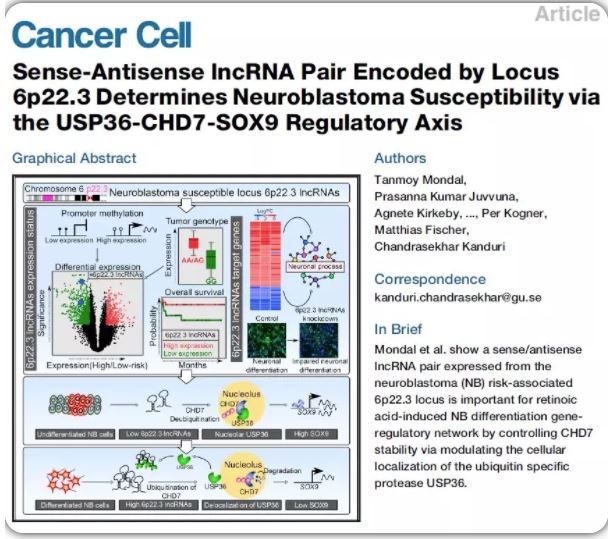 Article
Cancer Cell
Sense-Antisense lncRNA Pair Encoded by Locus
6p22.3 Determines Neuroblastoma Susceptibility via
the USP36-CHD7-SOX9 Regulatory Axis
Graphical Abstract
Chromosome 6 p22.3
Neuroblastoma susceptible locus 6p22.3 lncRNAs
6p22.3 lncRNAs expression status
Promoter methylation
Low expression
High expression
Differential expression
6p22.3 lncRNAs
Significance
Expression(High/Low-risk)
Tumor genotype
Expression
AA/AG
GG
Overall survival
Probability
6p22.3 lncRNAs
High expression
Low expression
Months
6p22.3 lncRNAs target genes
LogFC
Neuronal process
6p22.3 lncRNAs
knockdown
Control
Neuronal
differentiation
Impaired neuronal
differentiation
Nucleolus
CHD7
USP36
CHD7
Deubiquitination
SOX9
Undifferentiated NB cells
Low 6p22.3 lncRNAs
Nucleolar USP36
High SOX9
USP36
Nucleolus
Degradation
Ubiquitination of
CHD7
USP36
CHD7
SOX9
Differentiated NB cells
High 6p22.3 lncRNAs
Delocalization of USP36
Low SOX9
Authors
Tanmoy Mondal,
Prasanna Kumar Juvvuna,
Agnete Kirkeby, ..., Per Kogner,
Matthias Fischer,
Chandrasekhar Kanduri
Correspondence
kanduri.chandrasekhar@gu.se
In Brief
Mondal et al. show a sense/antisense
lncRNA pair expressed from the
neuroblastoma (NB) risk-associated
6p22.3 locus is important for retinoic
acid-induced NB differentiation gene-
regulatory network by controlling CHD7
stability via modulating the cellular
localization of the ubiquitin specific
protease USP36.